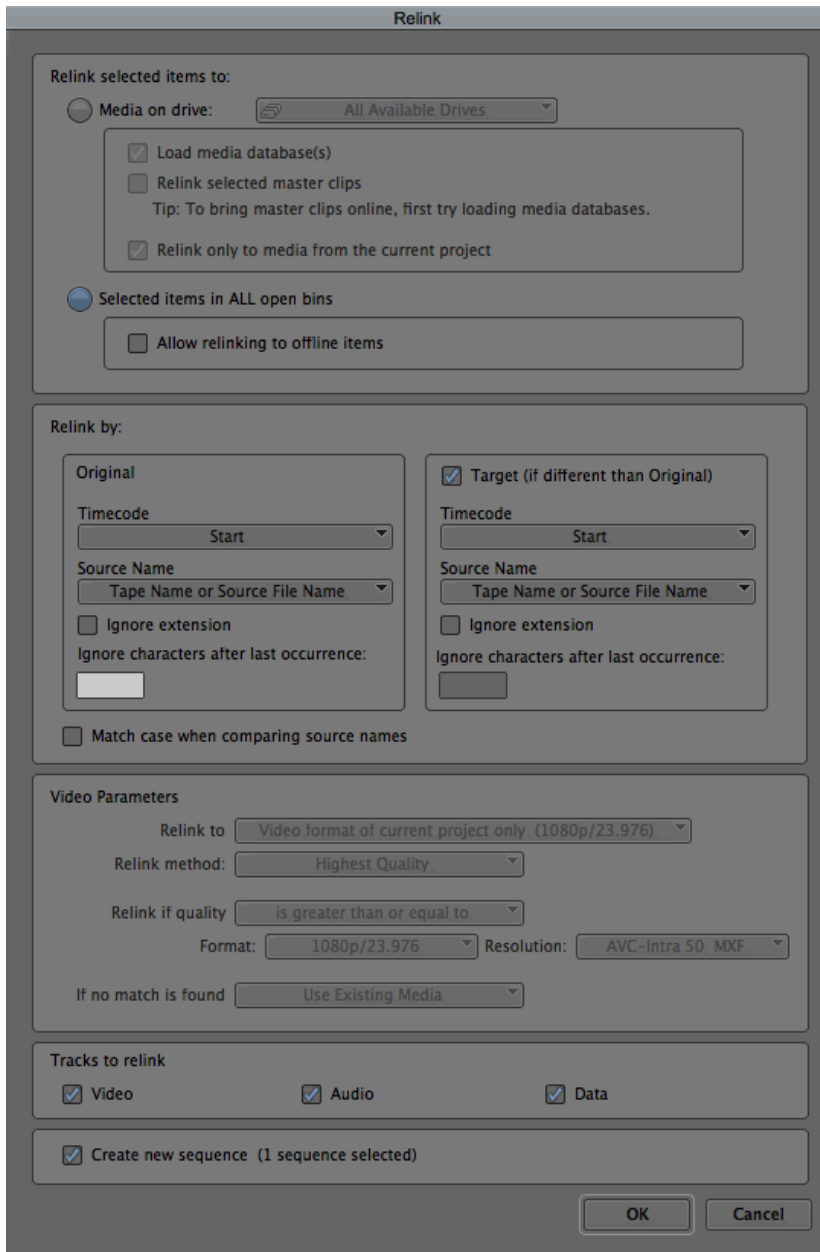 Relink
Relink selected items to:
Media on drive: All Available Drives
Load media database(s)
Relink selected master clips
Tip: To bring master clips online, first try loading media databases.
Relink only to media from the current project
Selected items in ALL open bins
Allow relinking to offline items
Relink by:
Original
Timecode
Start
Source Name
Tape Name or Source File Name
Ignore extension
Ignore characters after last occurrence:
Target (if different than Original)
Timecode
Start
Source Name
Tape Name or Source File Name
Ignore extension
Ignore characters after last occurrence:
Match case when comparing source names
Video Parameters
Relink to Video format of current project only (1080p/23.976)
Relink method: Highest Quality
Relink if quality is greater than or equal to
Format: 1080p/23.976 Resolution: AVC-Intra 50 MXF
If no match is found Use Existing Media
Tracks to relink
Video Audio Data
Create new sequence (1 sequence selected)
OK Cancel